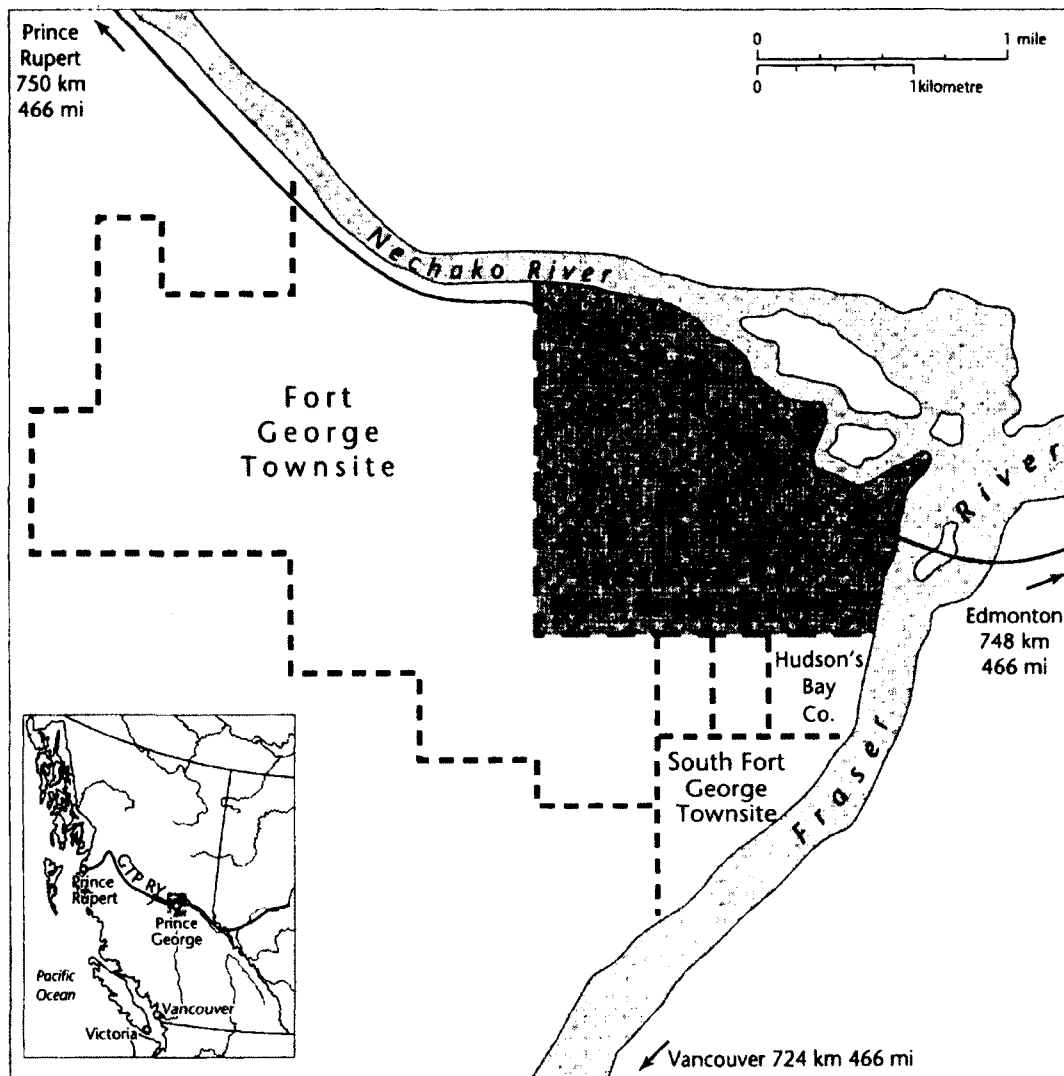 Prince
Rupert
750 km
466 mi
0 1 mile
0 1 kilometre
Nechako River
Fort
George
Townsite
River
Edmonton
748 km
466 mi
Hudson's
Bay
Co.
South Fort
George
Townsite
Fraser
GTP RY
Prince
Rupert
Prince
George
Pacific
Ocean
Vancouver
Victoria
Vancouver 724 km 466 mi